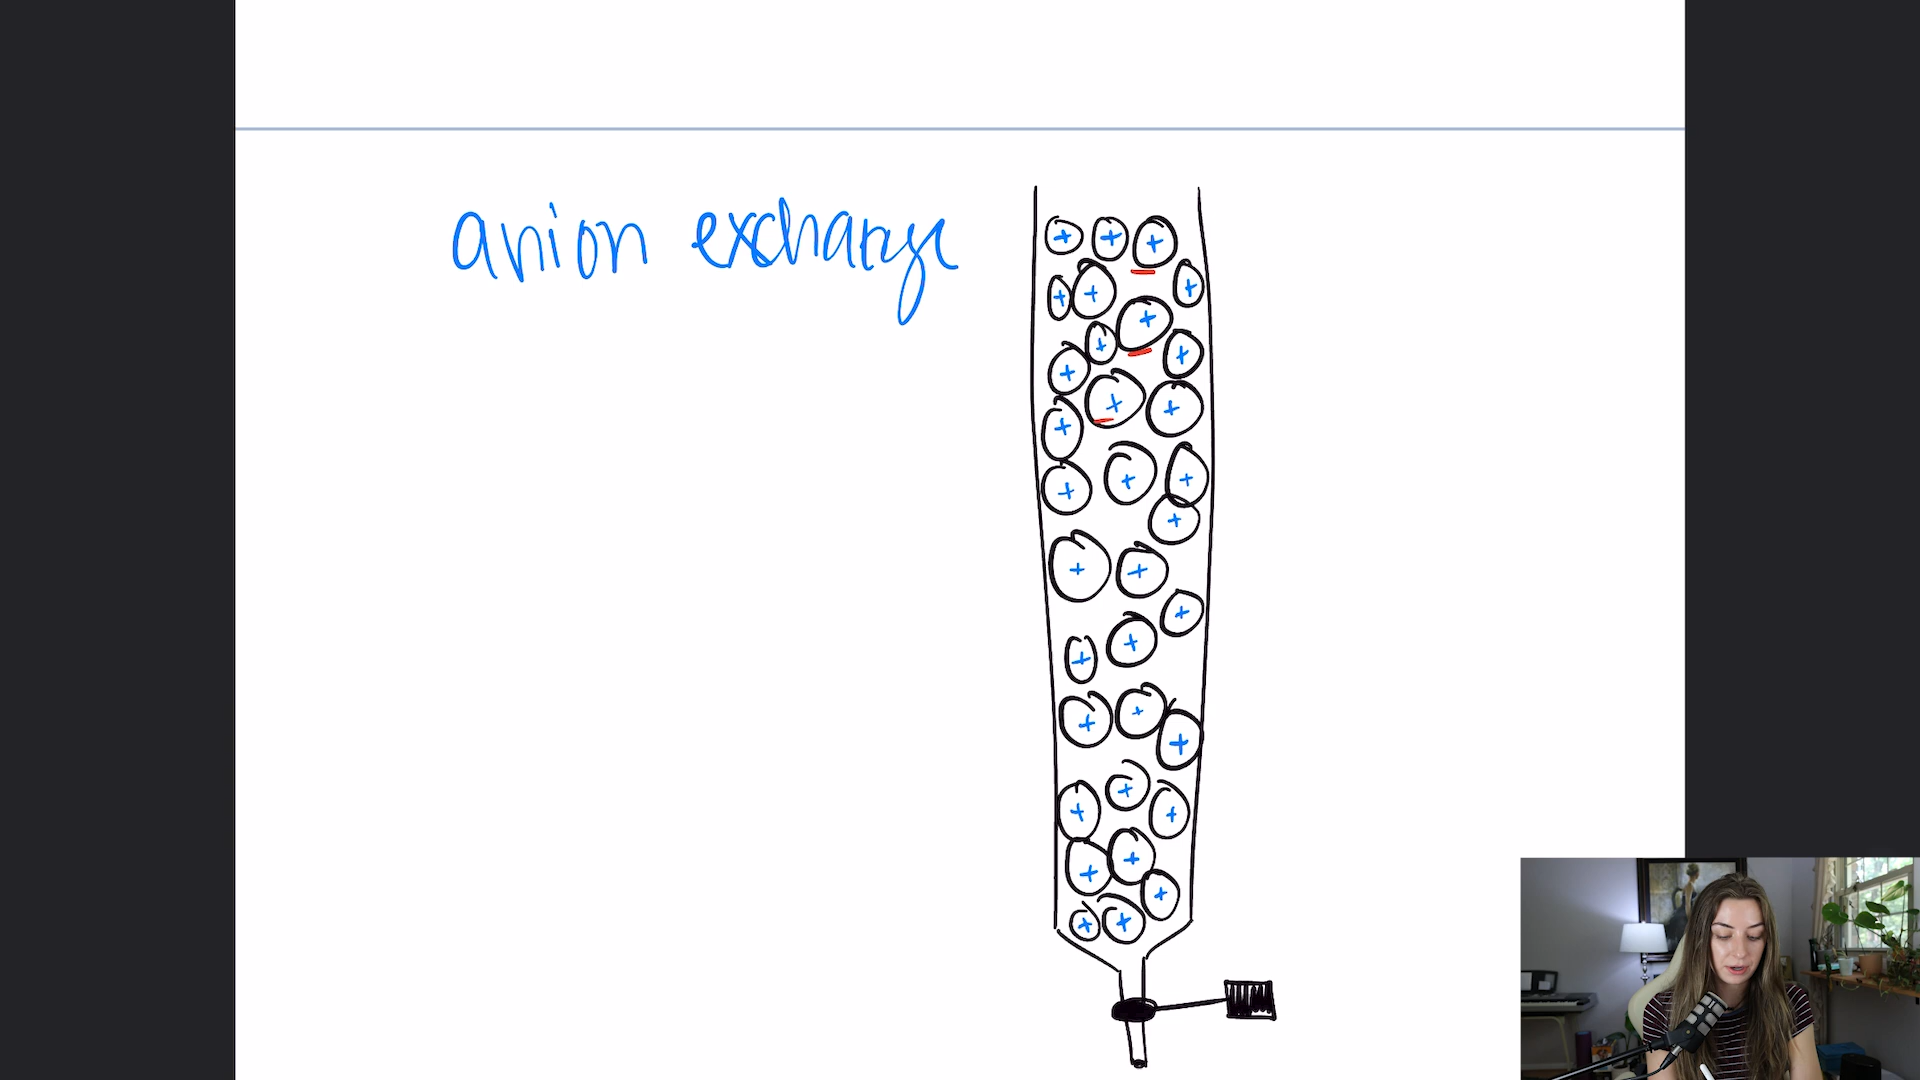 anion exchange
+ + +
+ + +
+ + +
+ + +
+ +
+ + +
+
+ +
+
+ +
+ + +
+ + +
+ + +
+ +